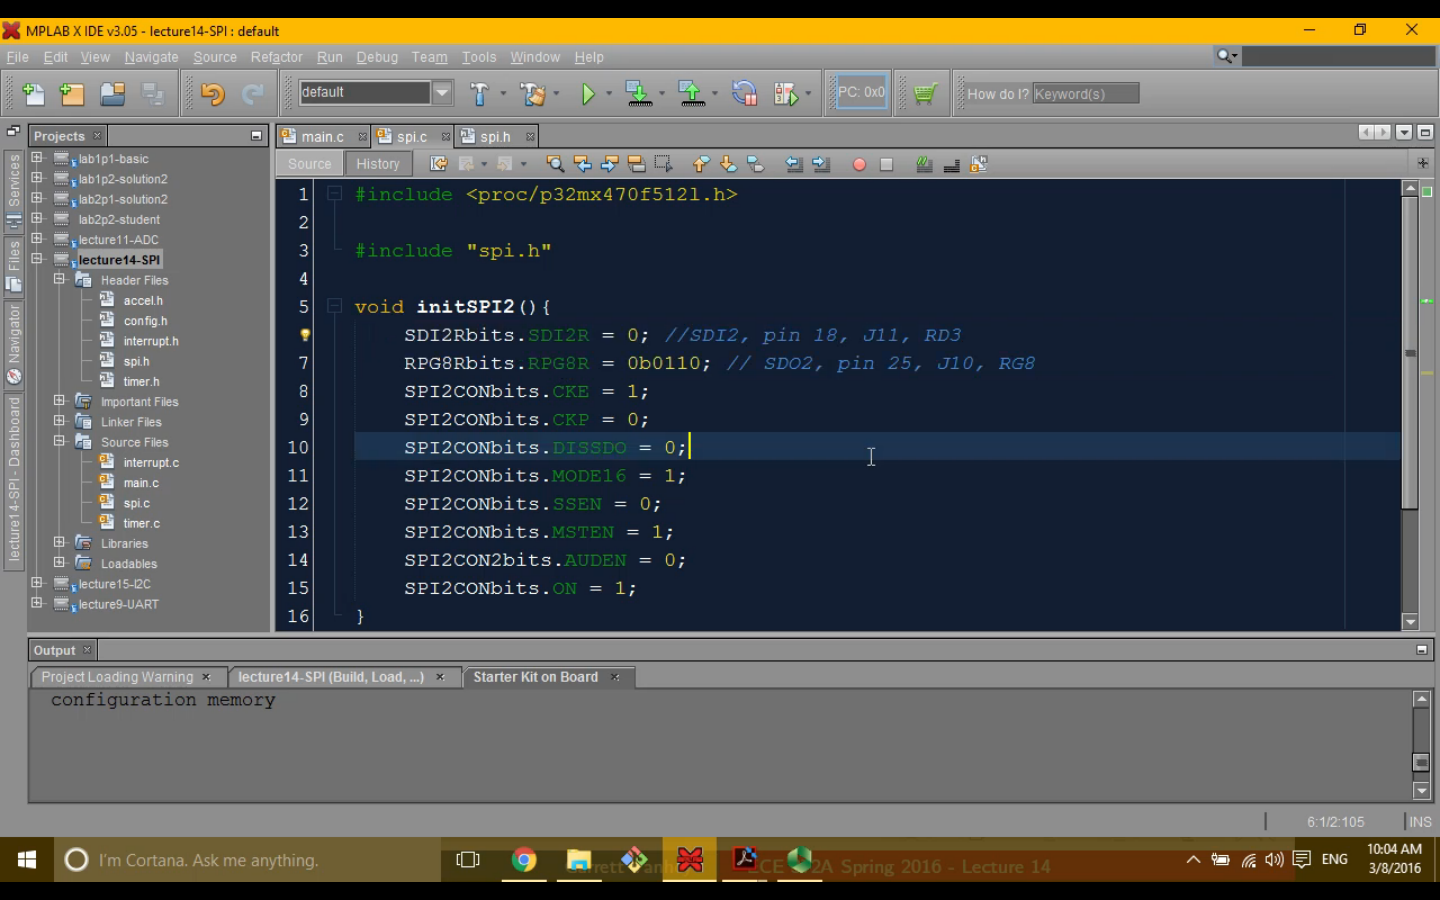 MPLAB X IDE v3.05 - lecture14-SPI : default
File Edit View Navigate Source Refactor Run Debug Team Tools Window Help
default
PC: 0x0
How do I? Keyword(s)
Projects
main.c
spi.c
spi.h
Source
History
Services
Files
Navigator
lecture14-SPI - Dashboard
lab1p1-basic
lab1p2-solution2
lab2p1-solution2
lab2p2-student
lecture11-ADC
lecture14-SPI
Header Files
accel.h
config.h
interrupt.h
spi.h
timer.h
Important Files
Linker Files
Source Files
interrupt.c
main.c
spi.c
timer.c
Libraries
Loadables
lecture15-I2C
lecture9-UART
1 #include <proc/p32mx470f512l.h>
2
3 #include "spi.h"
4
5 void initSPI2(){
6 SDI2Rbits.SDI2R = 0; //SDI2, pin 18, J11, RD3
7 RPG8Rbits.RPG8R = 0b0110; // SDO2, pin 25, J10, RG8
8 SPI2CONbits.CKE = 1;
9 SPI2CONbits.CKP = 0;
10 SPI2CONbits.DISSDO = 0;
11 SPI2CONbits.MODE16 = 1;
12 SPI2CONbits.SSEN = 0;
13 SPI2CONbits.MSTEN = 1;
14 SPI2CON2bits.AUDEN = 0;
15 SPI2CONbits.ON = 1;
16 }
Output
Project Loading Warning
lecture14-SPI (Build, Load, ...)
Starter Kit on Board
configuration memory
6:1/2:105
INS
I'm Cortana. Ask me anything.
Spring 2016 - Lecture 14
ENG
10:04 AM
3/8/2016